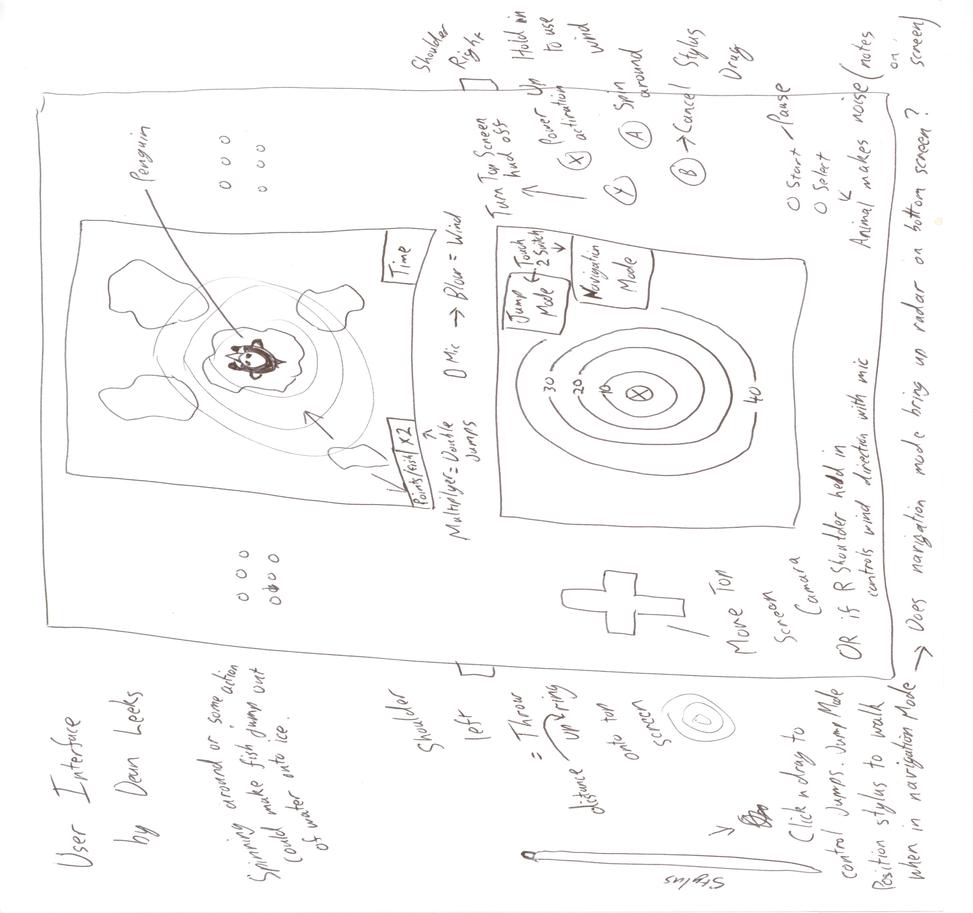 User Interface
by Dean Leeks
Spinning around or some action
Spinning could make fish jump out
of water onto ice.
Penguin
Time
Points/fish/x2
Multiplyer = Double
Jumps
O Mic → Blow = Wind
Shoulder
left
= Throw
distance up ring
onto top
screen
Shoulder
Right
Hold in
to use
wind
Turn Top Screen
hud off
Power Up
X activation
Y
A Spin
around
B → Cancel Stylus
Drag
O Start - Pause
O Select
Animal makes noise (notes
on
screen)
Jump
Mode
Touch
2 Switch
Navigation
Mode
10
20
30
40
Move Top
Screen
Camara
OR if R Shoulder held in
controls wind direction with mic
Stylus
Click n drag to
control Jumps. Jump Mode
Position stylus to walk
when in navigation Mode
→ Does navigation mode bring up radar on bottom screen?